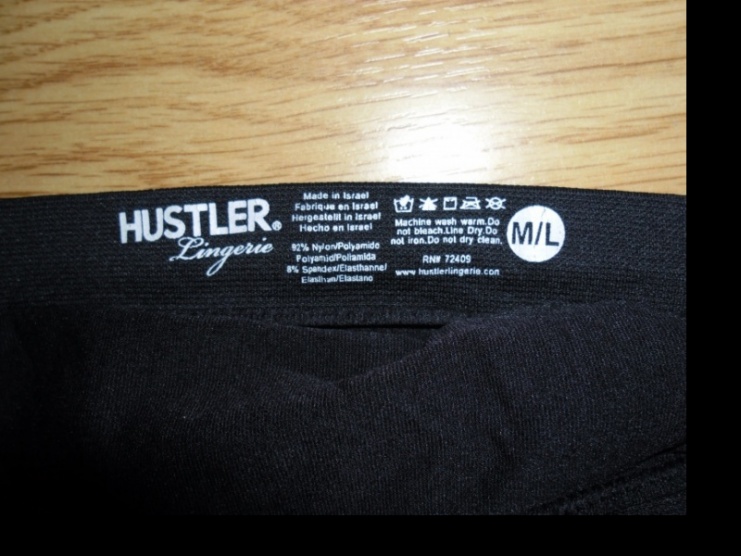 HUSTLER®
Lingerie
Made in Israel
Fabriqué en Israel
Hergestellt in Israel
Hecho en Israel
92% Nylon/Polyamide
Polyamid/Poliamida
8% Spandex/Elasthanne/
Elasthan/Elastano
Machine wash warm.Do
not bleach.Line Dry.Do
not iron.Do not dry clean.
RN# 72409
www.hustlerlingerie.com
M/L